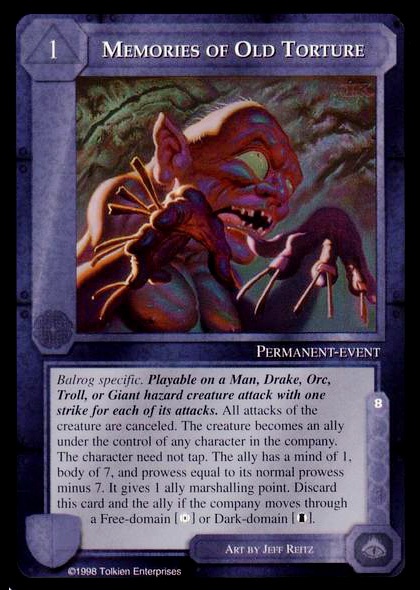 1
MEMORIES OF OLD TORTURE
PERMANENT-EVENT
Balrog specific. Playable on a Man, Drake, Orc,
Troll, or Giant hazard creature attack with one
strike for each of its attacks. All attacks of the
creature are canceled. The creature becomes an ally
under the control of any character in the company.
The character need not tap. The ally has a mind of 1,
body of 7, and prowess equal to its normal prowess
minus 7. It gives 1 ally marshalling point. Discard
this card and the ally if the company moves through
a Free-domain [ ] or Dark-domain [ ].
8
ART BY JEFF REITZ
©1998 Tolkien Enterprises